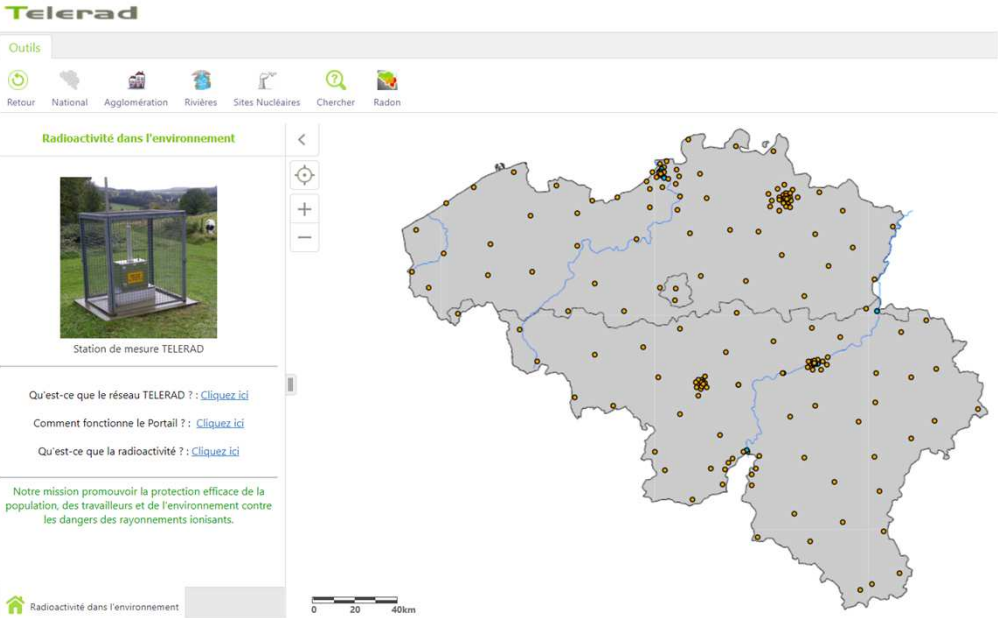 Telerad
Outils
Retour
National
Agglomération
Rivières
Sites Nucléaires
Chercher
Radon
Radioactivité dans l'environnement
Station de mesure TELERAD
Qu'est-ce que le réseau TELERAD ? : Cliquez ici
Comment fonctionne le Portail ? : Cliquez ici
Qu'est-ce que la radioactivité ? : Cliquez ici
Notre mission promouvoir la protection efficace de la
population, des travailleurs et de l'environnement contre
les dangers des rayonnements ionisants.
Radioactivité dans l'environnement
0 20 40km